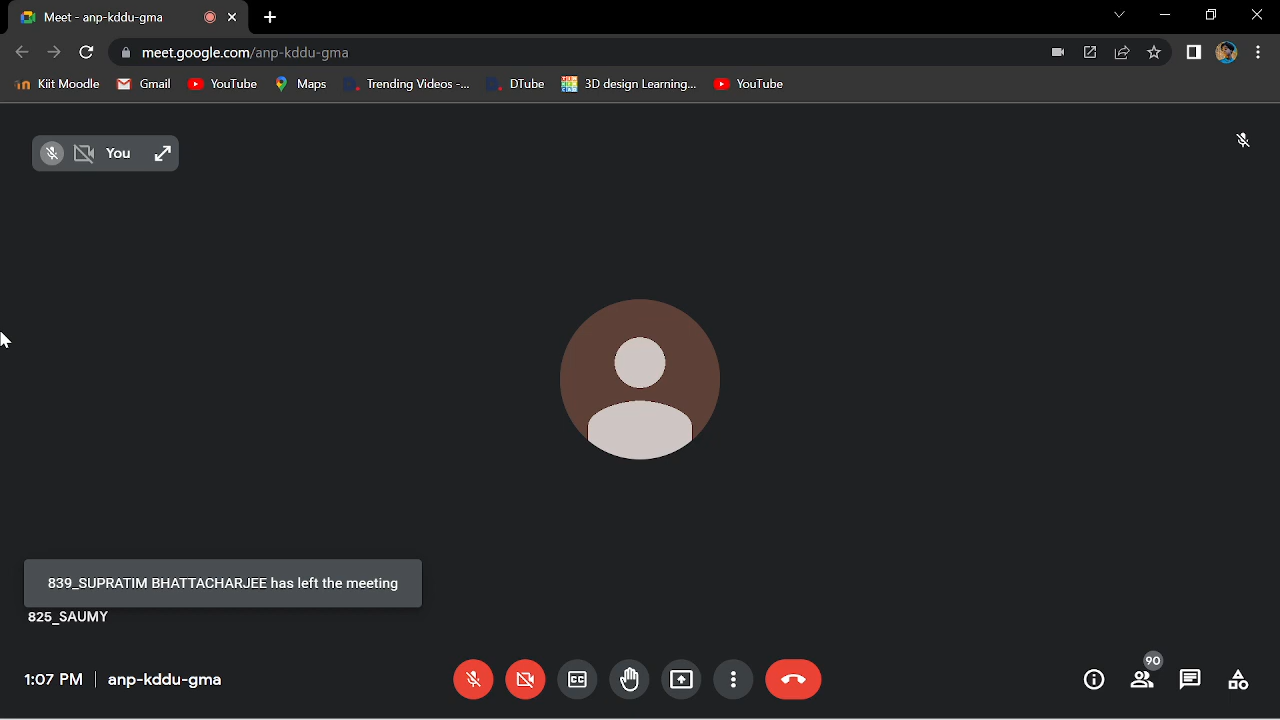 Meet - anp-kddu-gma
meet.google.com/anp-kddu-gma
Kiit Moodle Gmail YouTube Maps Trending Videos -... DTube 3D design Learning... YouTube
You
839_SUPRATIM BHATTACHARJEE has left the meeting
825_SAUMY
1:07 PM | anp-kddu-gma
CC
90